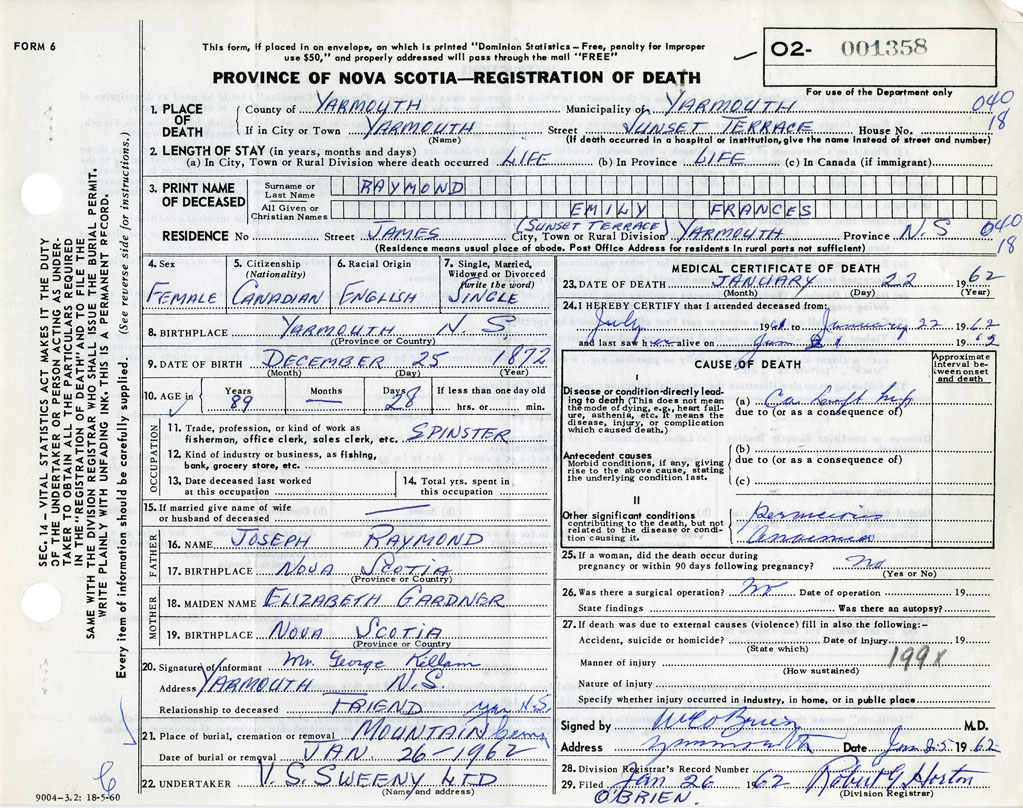 FORM 6
This form, if placed in an envelope, on which is printed "Dominion Statistics – Free, penalty for improper
use $50," and properly addressed will pass through the mail "FREE"
O2- 001358
For use of the Department only
PROVINCE OF NOVA SCOTIA—REGISTRATION OF DEATH
040
18
1. PLACE OF DEATH
County of YARMOUTH Municipality of YARMOUTH
If in City or Town YARMOUTH Street SUNSET TERRACE House No.
(Name) (If death occurred in a hospital or institution, give the name instead of street and number)
2. LENGTH OF STAY (in years, months and days)
(a) In City, Town or Rural Division where death occurred LIFE (b) In Province LIFE (c) In Canada (if immigrant)
3. PRINT NAME OF DECEASED
Surname or Last Name RAYMOND
All Given or Christian Names EMILY FRANCES
(SUNSET TERRACE)
RESIDENCE No Street JAMES City, Town or Rural Division YARMOUTH Province N.S
(Residence means usual place of abode. Post Office Address for residents in rural parts not sufficient)
040
18
4. Sex FEMALE
5. Citizenship (Nationality) CANADIAN
6. Racial Origin ENGLISH
7. Single, Married, Widowed or Divorced (write the word) SINGLE
8. BIRTHPLACE YARMOUTH N.S.
(Province or Country)
9. DATE OF BIRTH DECEMBER 25 1872
(Month) (Day) (Year)
10. AGE in Years 89 Months — Days 28 If less than one day old hrs. or min.
OCCUPATION
11. Trade, profession, or kind of work as
fisherman, office clerk, sales clerk, etc. SPINSTER
12. Kind of industry or business, as fishing,
bank, grocery store, etc.
13. Date deceased last worked
at this occupation
14. Total yrs. spent in
this occupation
15. If married give name of wife
or husband of deceased —
FATHER
16. NAME JOSEPH RAYMOND
17. BIRTHPLACE NOVA SCOTIA
(Province or Country)
MOTHER
18. MAIDEN NAME ELIZABETH GARDNER
19. BIRTHPLACE NOVA SCOTIA
(Province or Country)
20. Signature of informant Mr. George Kellam
Address YARMOUTH N.S.
Relationship to deceased FRIEND Yar N.S.
21. Place of burial, cremation or removal MOUNTAIN Cem
Date of burial or removal JAN. 26-1962
22. UNDERTAKER V.S. SWEENY LTD
(Name and address)
MEDICAL CERTIFICATE OF DEATH
23. DATE OF DEATH JANUARY 22 1962
(Month) (Day) (Year)
24. I HEREBY CERTIFY that I attended deceased from:
July 1961 to January 22 1962
and last saw her alive on Jan 21 1962
CAUSE OF DEATH
Approximate interval between onset and death
I
Disease or condition directly leading to death (This does not mean
the mode of dying, e.g., heart failure, asthenia, etc. It means the
disease, injury, or complication
which caused death.)
(a) Ca
due to (or as a consequence of)
Antecedent causes
Morbid conditions, if any, giving
rise to the above cause, stating
the underlying condition last.
(b)
due to (or as a consequence of)
(c)
II
Other significant conditions
contributing to the death, but not
related to the disease or condition causing it.
Pernicious
Anaemia
25. If a woman, did the death occur during
pregnancy or within 90 days following pregnancy? No
(Yes or No)
26. Was there a surgical operation? No Date of operation 19
State findings Was there an autopsy?
27. If death was due to external causes (violence) fill in also the following:-
Accident, suicide or homicide? Date of injury 19
(State which)
199X
Manner of injury
(How sustained)
Nature of injury
Specify whether injury occurred in industry, in home, or in public place
Signed by W C O'Brien M.D.
Address Yarmouth Date Jan 25 1962
28. Division Registrar's Record Number
29. Filed Jan 26 1962 Robert G. Horton
O'BRIEN. (Division Registrar)
SEC. 14 – VITAL STATISTICS ACT MAKES IT THE DUTY
OF THE UNDERTAKER OR PERSON ACTING AS UNDER-
TAKER TO OBTAIN ALL THE PARTICULARS REQUIRED
IN THE "REGISTRATION OF DEATH" AND TO FILE THE
SAME WITH THE DIVISION REGISTRAR WHO SHALL ISSUE THE BURIAL PERMIT.
WRITE PLAINLY WITH UNFADING INK. THIS IS A PERMANENT RECORD.
Every item of information should be carefully supplied. (See reverse side for instructions.)
6
9004-3.2: 18-5-60